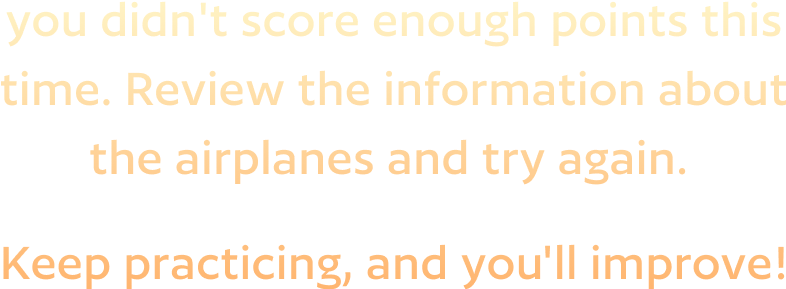 you didn't score enough points this
time. Review the information about
the airplanes and try again.
Keep practicing, and you'll improve!